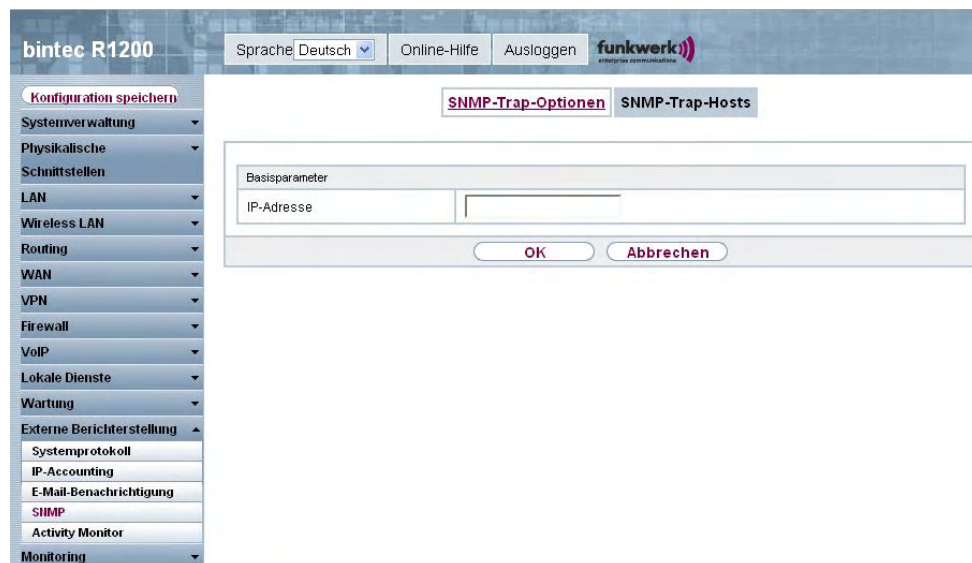 bintec R1200
Sprache Deutsch Online-Hilfe Ausloggen funkwerk
enterprise communications
Konfiguration speichern
Systemverwaltung
Physikalische
Schnittstellen
LAN
Wireless LAN
Routing
WAN
VPN
Firewall
VoIP
Lokale Dienste
Wartung
Externe Berichterstellung
Systemprotokoll
IP-Accounting
E-Mail-Benachrichtigung
SNMP
Activity Monitor
Monitoring
SNMP-Trap-Optionen SNMP-Trap-Hosts
Basisparameter
IP-Adresse
OK Abbrechen